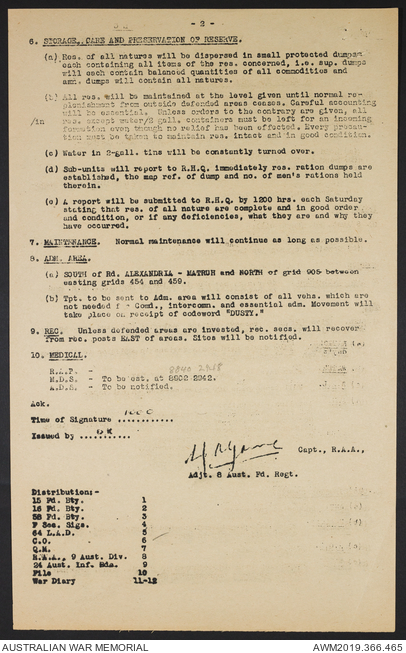 - 2 -
6. STORAGE, CARE AND PRESERVATION OF RESERVE.
(a) Res. of all natures will be dispersed in small protected dumps
each containing all items of the res. concerned, i.e. sup. dumps
will each contain balanced quantities of all commodities and
amn. dumps will contain all natures.
(b) All res. will be maintained at the level given until normal re-
plenishment from outside defended areas ceases. Careful accounting
will be essential. Unless orders to the contrary are given, all
/in res. except water/2 gall. containers must be left for an incoming
formation even though no relief has been effected. Every precau-
tion must be taken to maintain res. intact and in good condition.
(c) Water in 2-gall. tins will be constantly turned over.
(d) Sub-units will report to R.H.Q. immediately res. ration dumps are
established, the map ref. of dump and no. of men's rations held
therein.
(e) A report will be submitted to R.H.Q. by 1200 hrs. each Saturday
stating that res. of all nature are complete and in good order
and condition, or if any deficiencies, what they are and why they
have occurred.
7. MAINTENANCE. Normal maintenance will continue as long as possible.
8. ADM. AREA.
(a) SOUTH of Rd. ALEXANDRIA - MATRUH and NORTH of grid 905 between
easting grids 454 and 459.
(b) Tpt. to be sent to Adm. area will consist of all vehs. which are
not needed for Comd., intercomn. and essential adm. Movement will
take place on receipt of codeword "DUSTY."
9. REC. Unless defended areas are invested, rec. secs. will recover
from rec. posts EAST of areas. Sites will be notified.
10. MEDICAL.
R.A.P. - 8840 2928
M.D.S. - To be est. at 8802-2942.
A.D.S. - To be notified.
Ack.
Time of Signature 1000
Issued by DR
Capt., R.A.A.,
Adjt. 8 Aust. Fd. Regt.
Distribution:-
15 Fd. Bty. 1
16 Fd. Bty. 2
58 Fd. Bty. 3
F Sec. Sigs. 4
64 L.A.D. 5
C.O. 6
Q.M. 7
R.A.A., 9 Aust. Div. 8
24 Aust. Inf. Bde. 9
File 10
War Diary 11-12
AUSTRALIAN WAR MEMORIAL
AWM2019.366.465